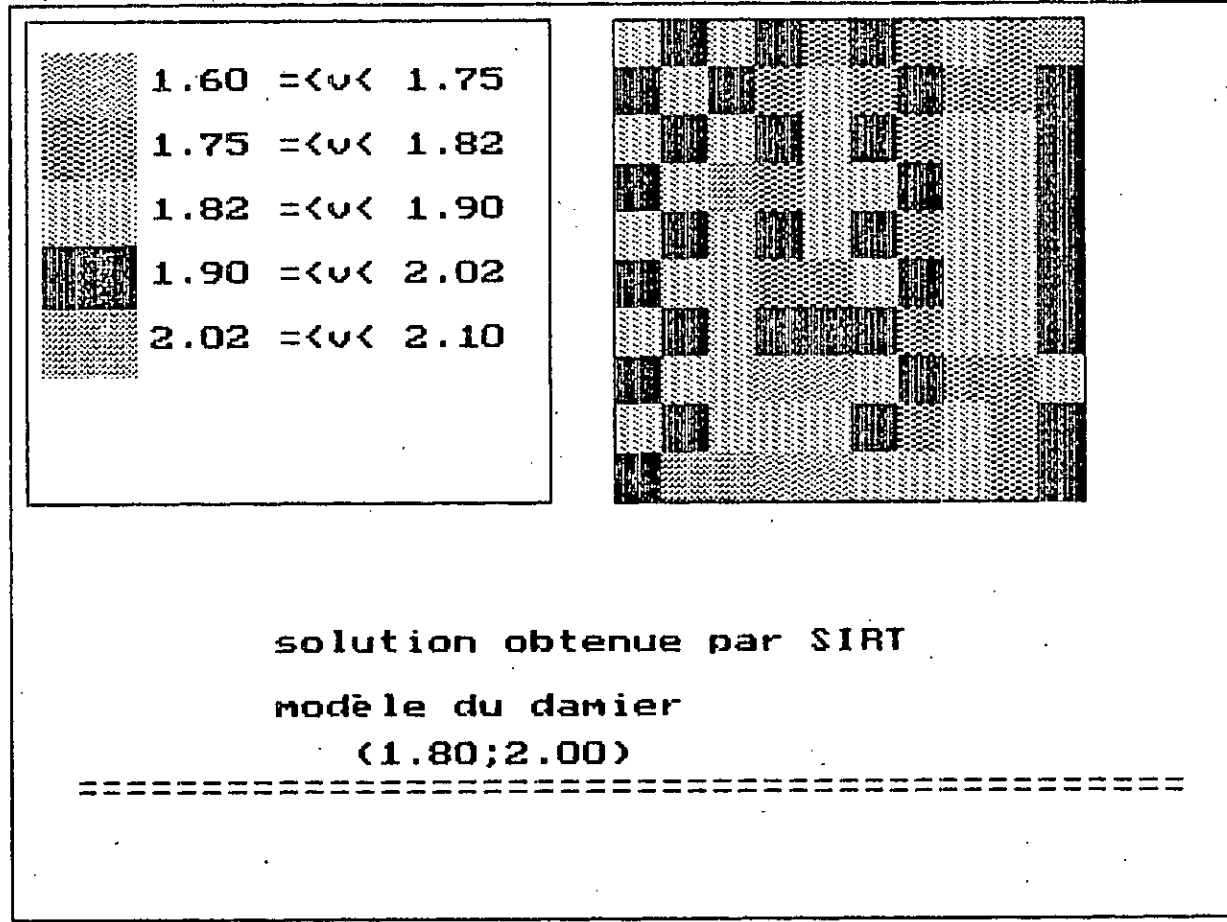 1.60 =<v< 1.75
1.75 =<v< 1.82
1.82 =<v< 1.90
1.90 =<v< 2.02
2.02 =<v< 2.10
solution obtenue par SIRT
modèle du damier
(1.80;2.00)
=========================================